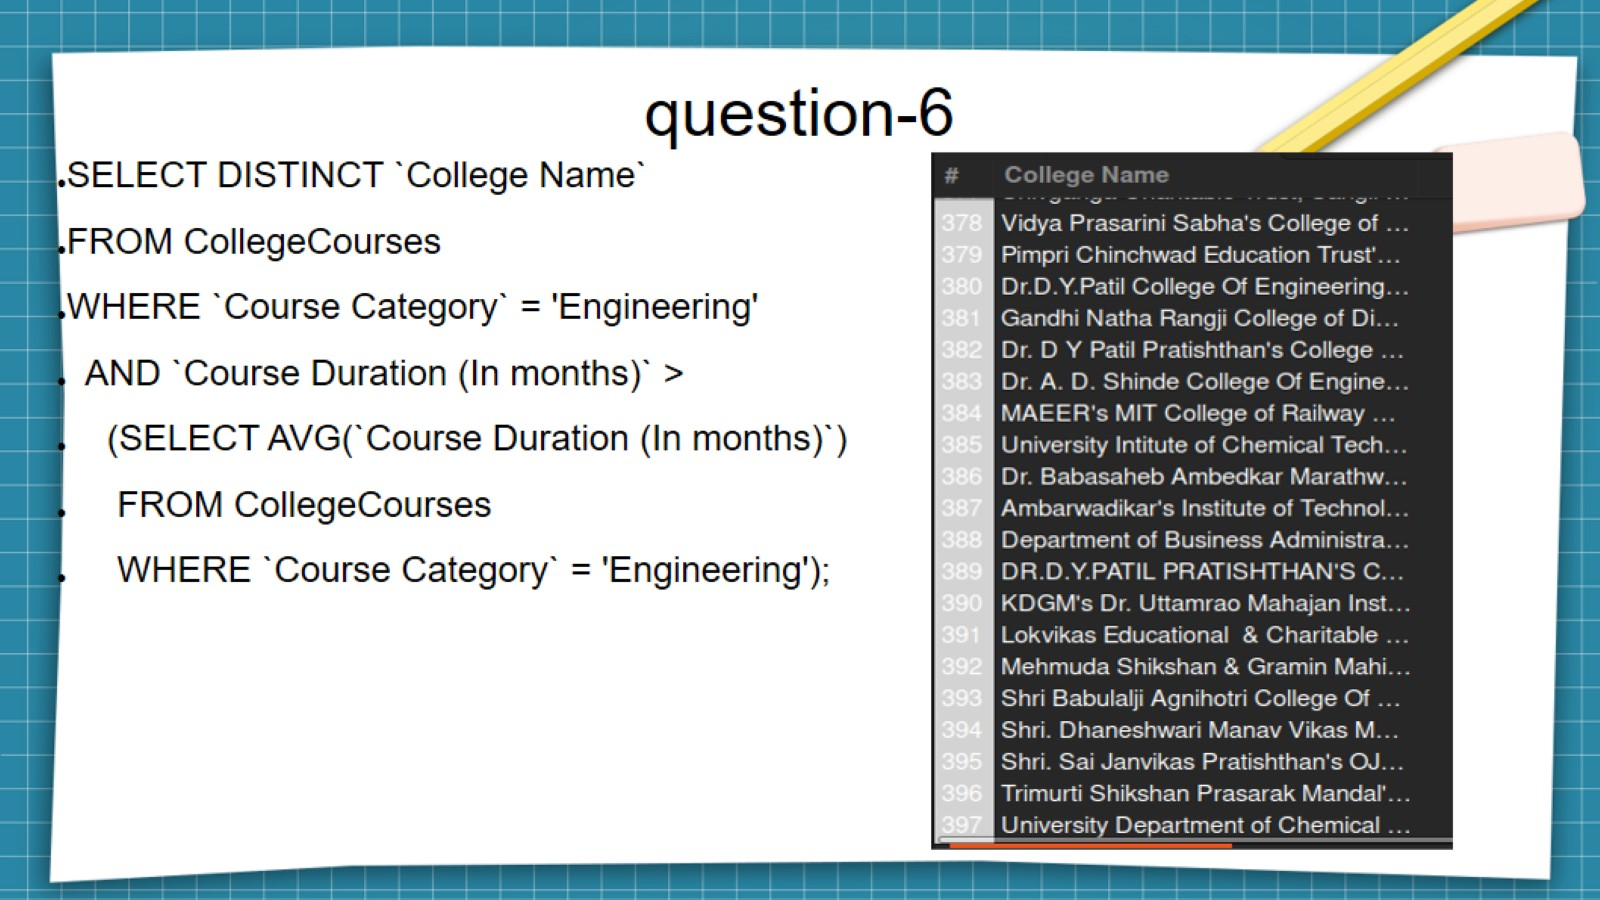 question-6
SELECT DISTINCT `College Name`
FROM CollegeCourses
WHERE `Course Category` = 'Engineering'
AND `Course Duration (In months)` >
(SELECT AVG(`Course Duration (In months)`)
FROM CollegeCourses
WHERE `Course Category` = 'Engineering');
# College Name
378 Vidya Prasarini Sabha's College of ...
379 Pimpri Chinchwad Education Trust'...
380 Dr.D.Y.Patil College Of Engineering...
381 Gandhi Natha Rangji College of Di...
382 Dr. D Y Patil Pratishthan's College ...
383 Dr. A. D. Shinde College Of Engine...
384 MAEER's MIT College of Railway ...
385 University Intitute of Chemical Tech...
386 Dr. Babasaheb Ambedkar Marathw...
387 Ambarwadikar's Institute of Technol...
388 Department of Business Administra...
389 DR.D.Y.PATIL PRATISHTHAN'S C...
390 KDGM's Dr. Uttamrao Mahajan Inst...
391 Lokvikas Educational  & Charitable ...
392 Mehmuda Shikshan & Gramin Mahi...
393 Shri Babulalji Agnihotri College Of ...
394 Shri. Dhaneshwari Manav Vikas M...
395 Shri. Sai Janvikas Pratishthan's OJ...
396 Trimurti Shikshan Prasarak Mandal'...
397 University Department of Chemical ...